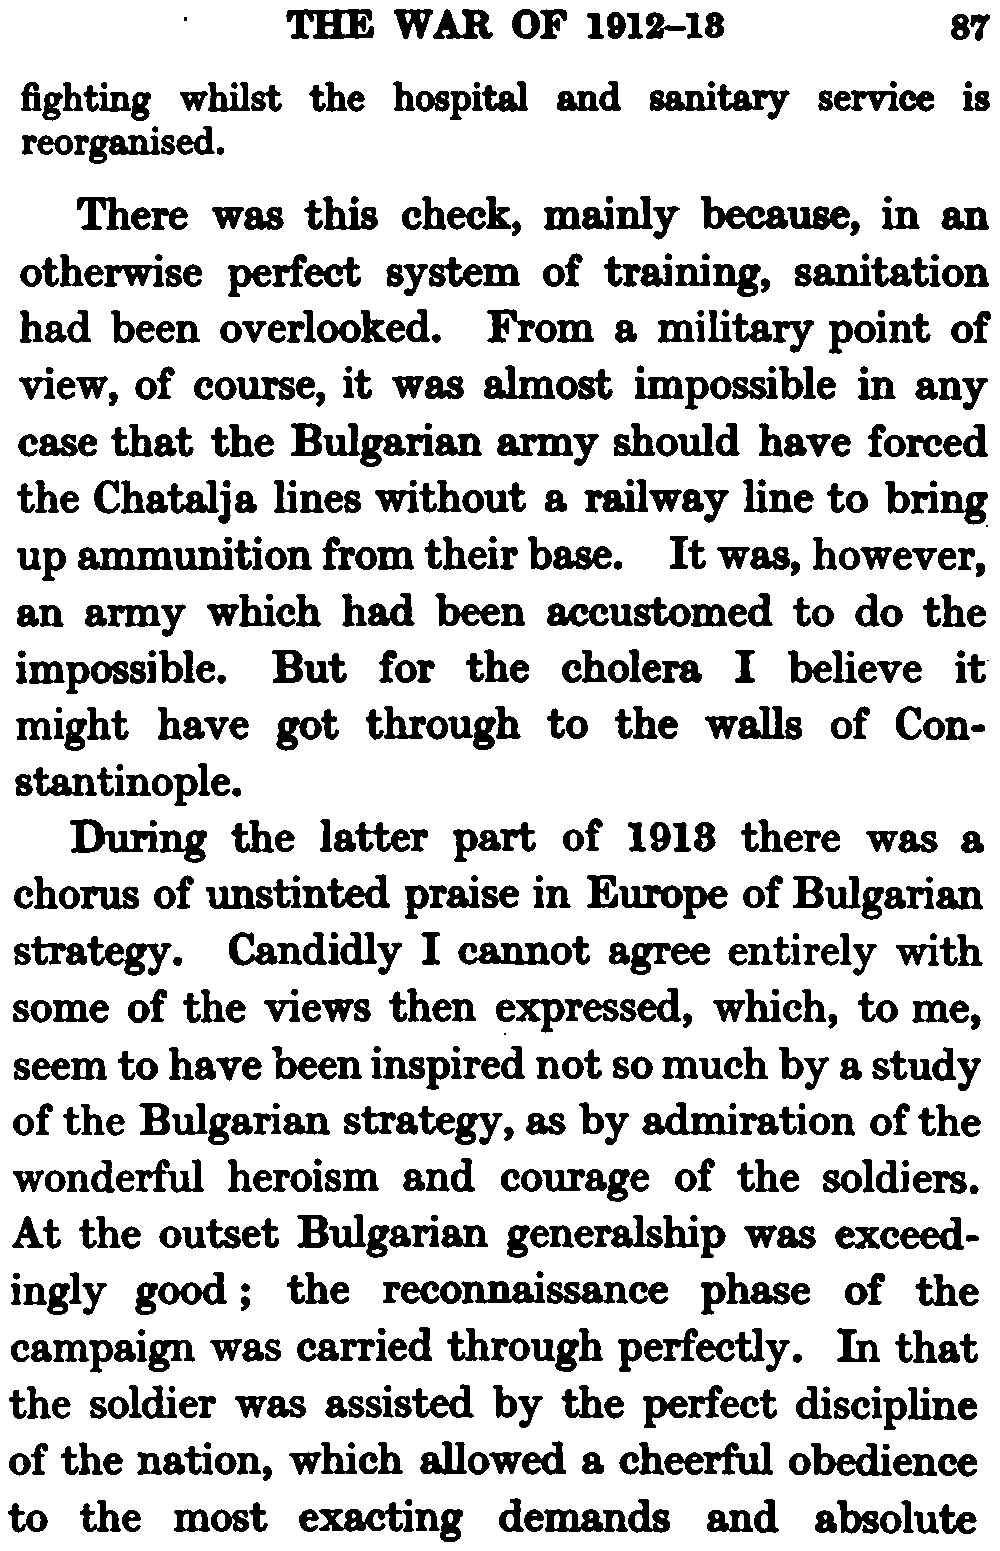 THE WAR OF 1912–13 87
fighting whilst the hospital and sanitary service is
reorganised.
There was this check, mainly because, in an
otherwise perfect system of training, sanitation
had been overlooked. From a military point of
view, of course, it was almost impossible in any
case that the Bulgarian army should have forced
the Chatalja lines without a railway line to bring
up ammunition from their base. It was, however,
an army which had been accustomed to do the
impossible. But for the cholera I believe it
might have got through to the walls of Con-
stantinople.
During the latter part of 1913 there was a
chorus of unstinted praise in Europe of Bulgarian
strategy. Candidly I cannot agree entirely with
some of the views then expressed, which, to me,
seem to have been inspired not so much by a study
of the Bulgarian strategy, as by admiration of the
wonderful heroism and courage of the soldiers.
At the outset Bulgarian generalship was exceed-
ingly good ; the reconnaissance phase of the
campaign was carried through perfectly. In that
the soldier was assisted by the perfect discipline
of the nation, which allowed a cheerful obedience
to the most exacting demands and absolute